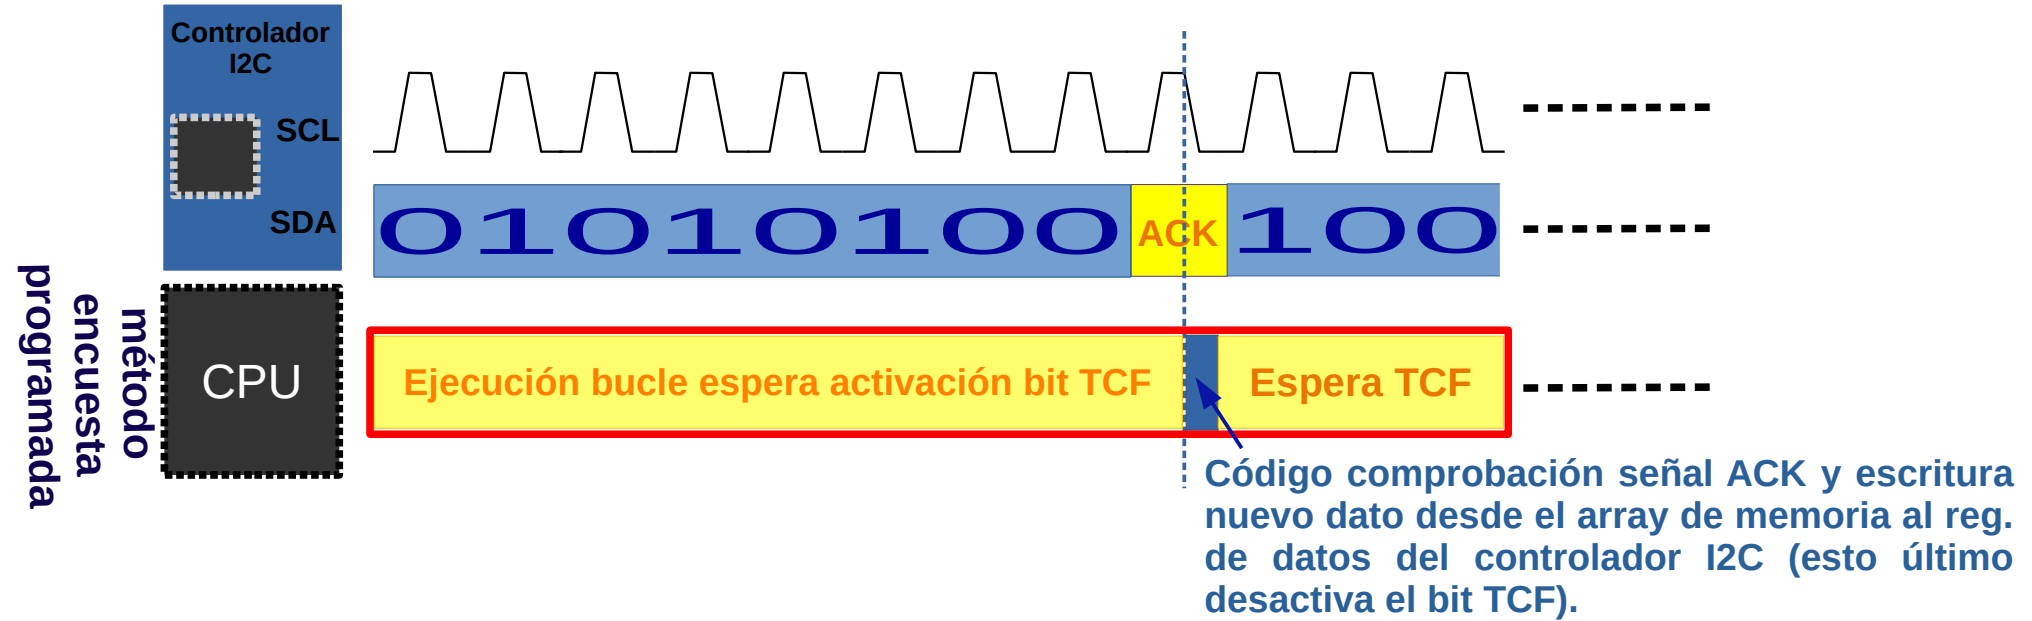 Controlador
I2C
SCL
SDA
01010100
ACK
100
método
encuesta
programada
CPU
Ejecución bucle espera activación bit TCF
Espera TCF
Código comprobación señal ACK y escritura
nuevo dato desde el array de memoria al reg.
de datos del controlador I2C (esto último
desactiva el bit TCF).